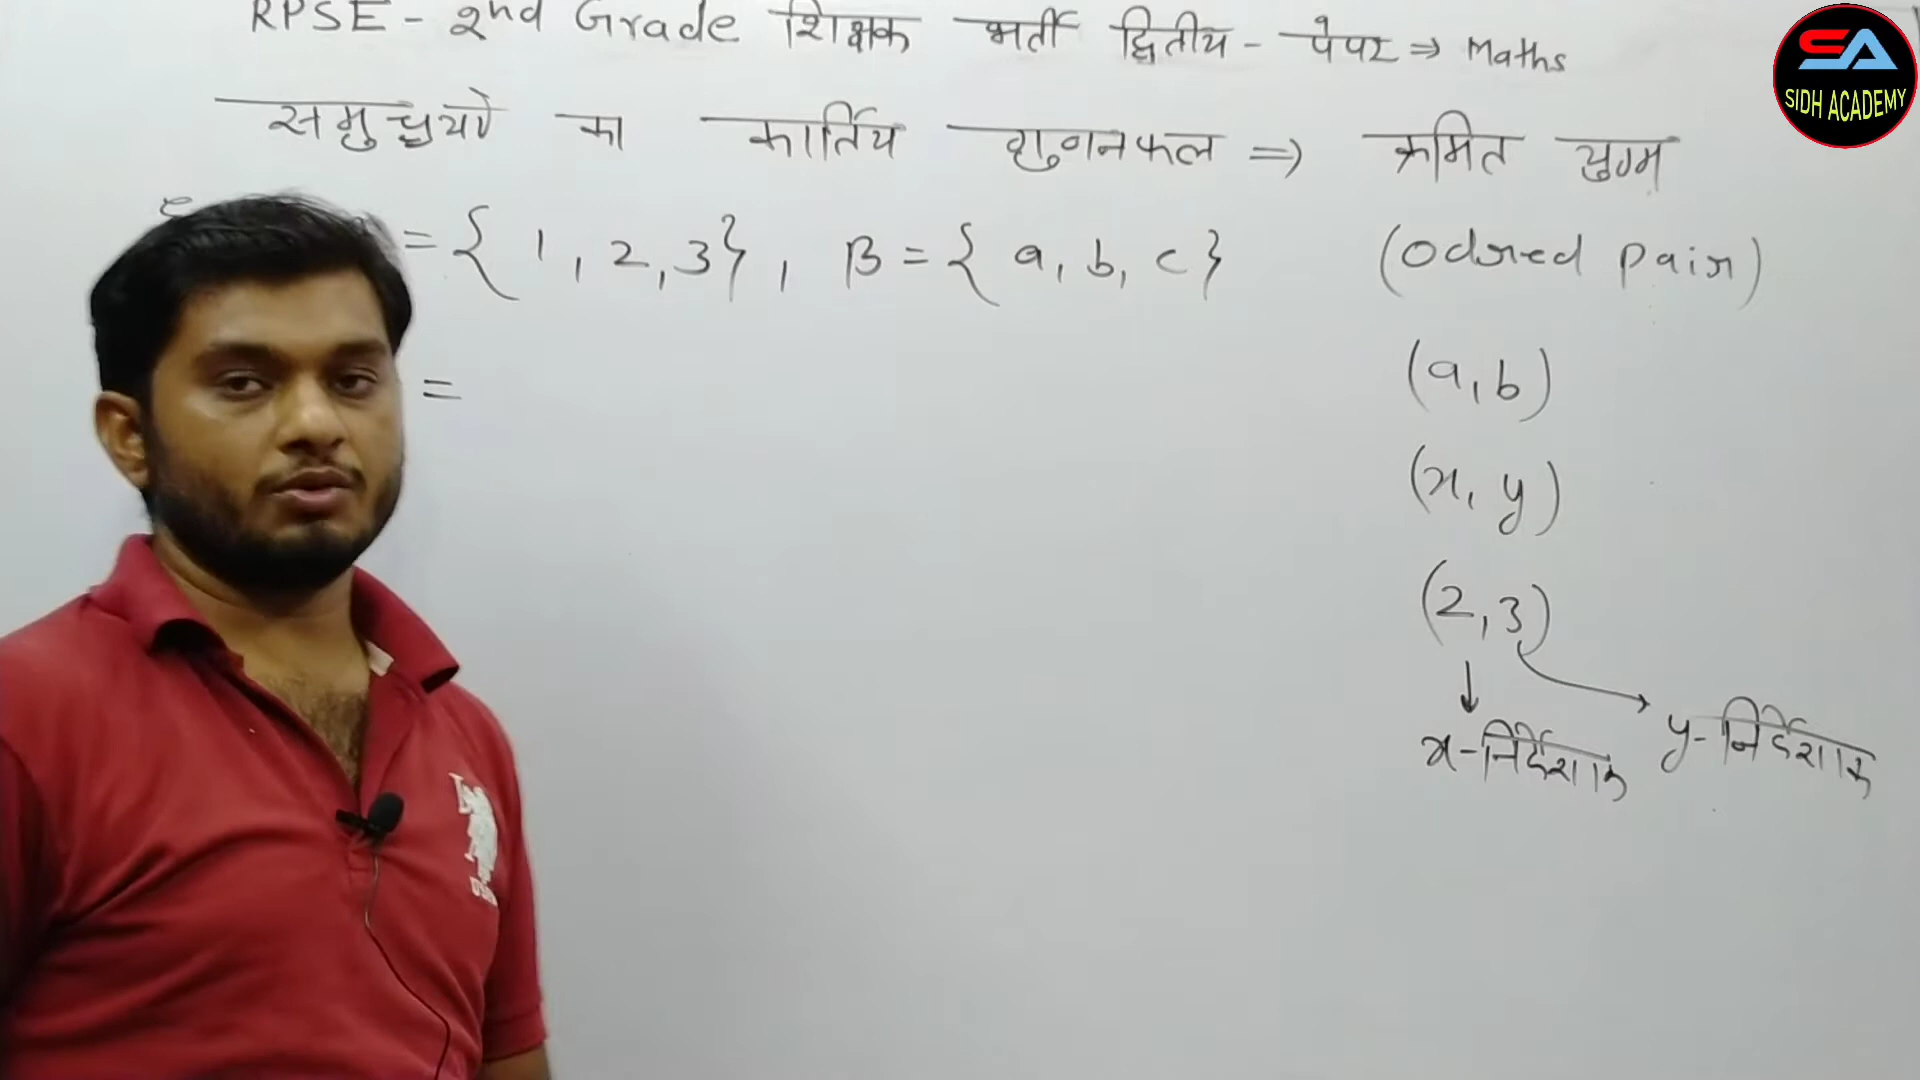 RPSE - 2nd Grade शिक्षक भर्ती द्वितीय - पेपर ⇒ Maths
SA
SIDH ACADEMY
समुच्चयों का कार्तिय गुणनफल ⇒ क्रमित युग्म
= { 1, 2, 3 }, B = { a, b, c } (Odred pair)
=
(a, b)
(x, y)
(2, 3)
x-निर्देशांक y-निर्देशांक